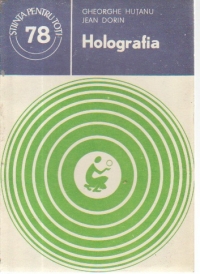 ȘTIINȚA PENTRU TOȚI
78
GHEORGHE HUȚANU
JEAN DORIN
Holografia